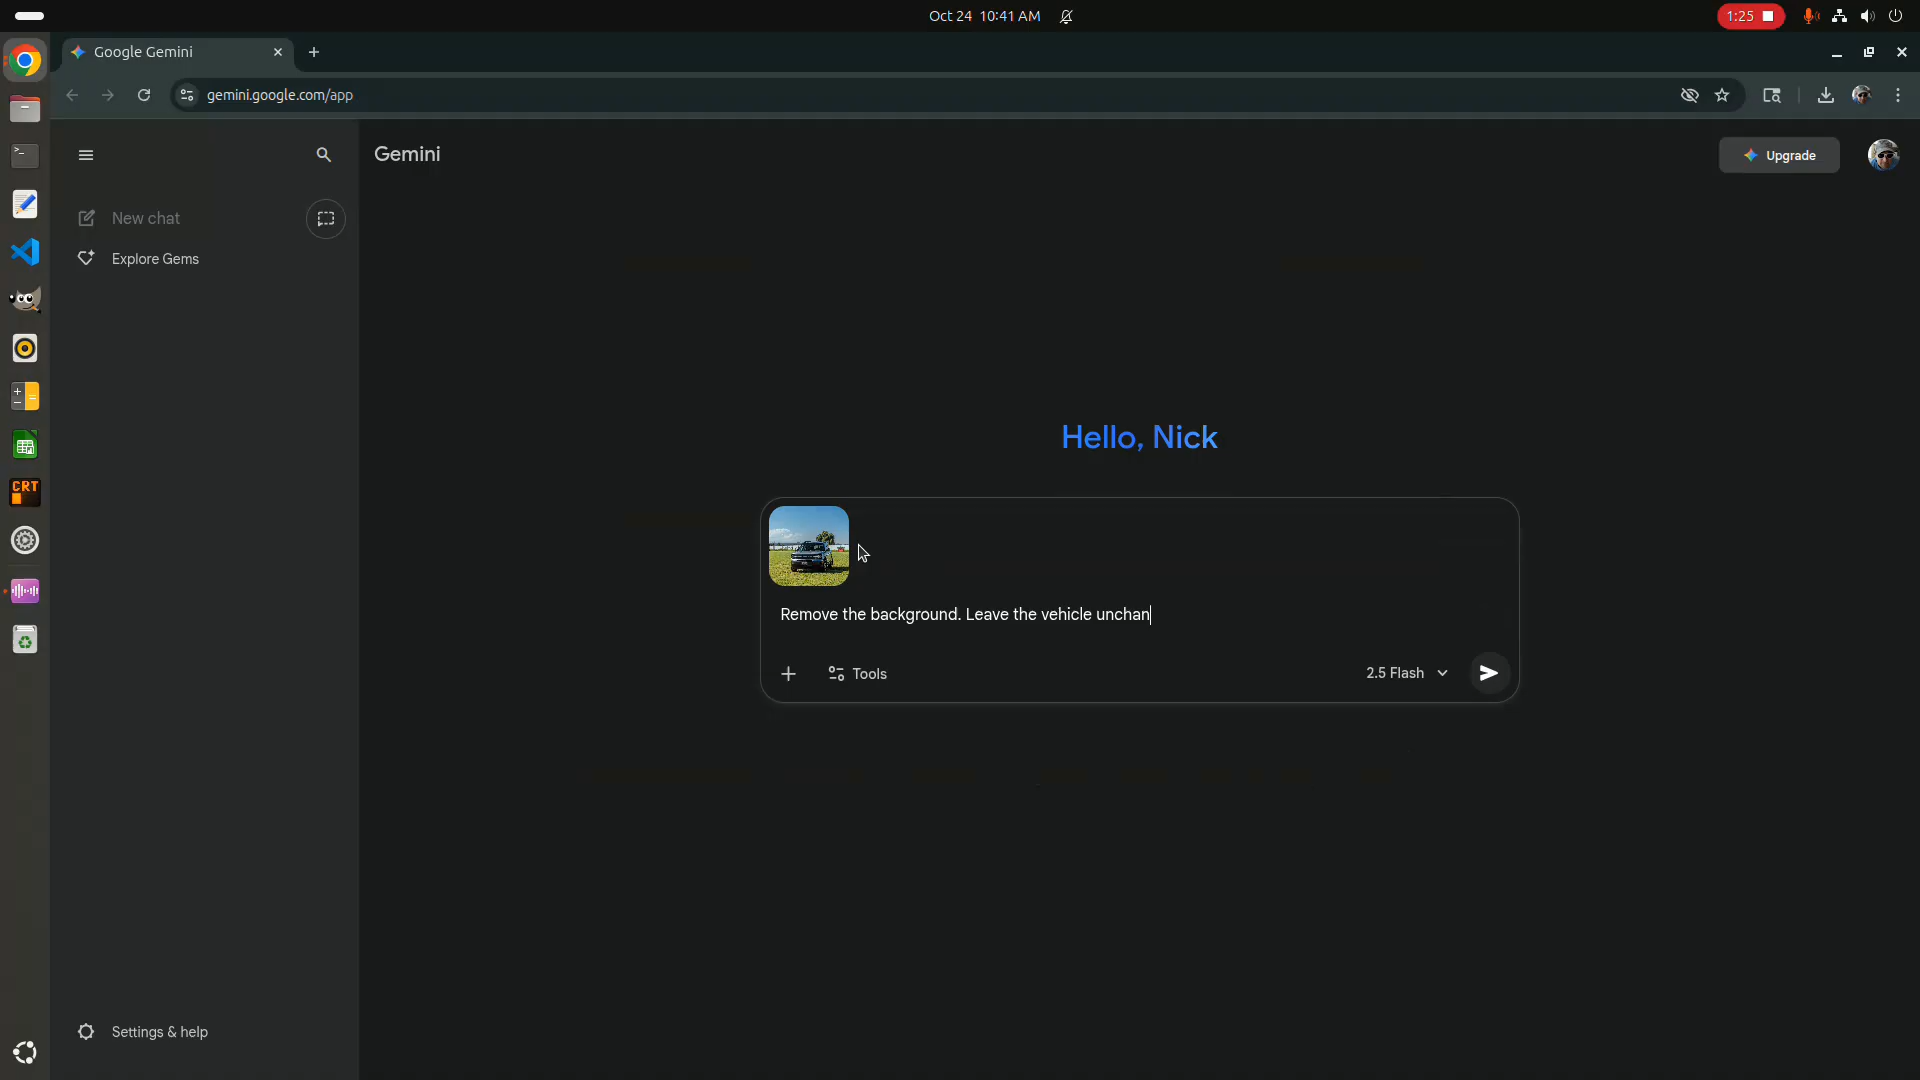 Oct 24 10:41 AM
1:25
Google Gemini
gemini.google.com/app
Gemini
Upgrade
New chat
Explore Gems
Hello, Nick
Remove the background. Leave the vehicle unchan
Tools
2.5 Flash
CRT
Settings & help